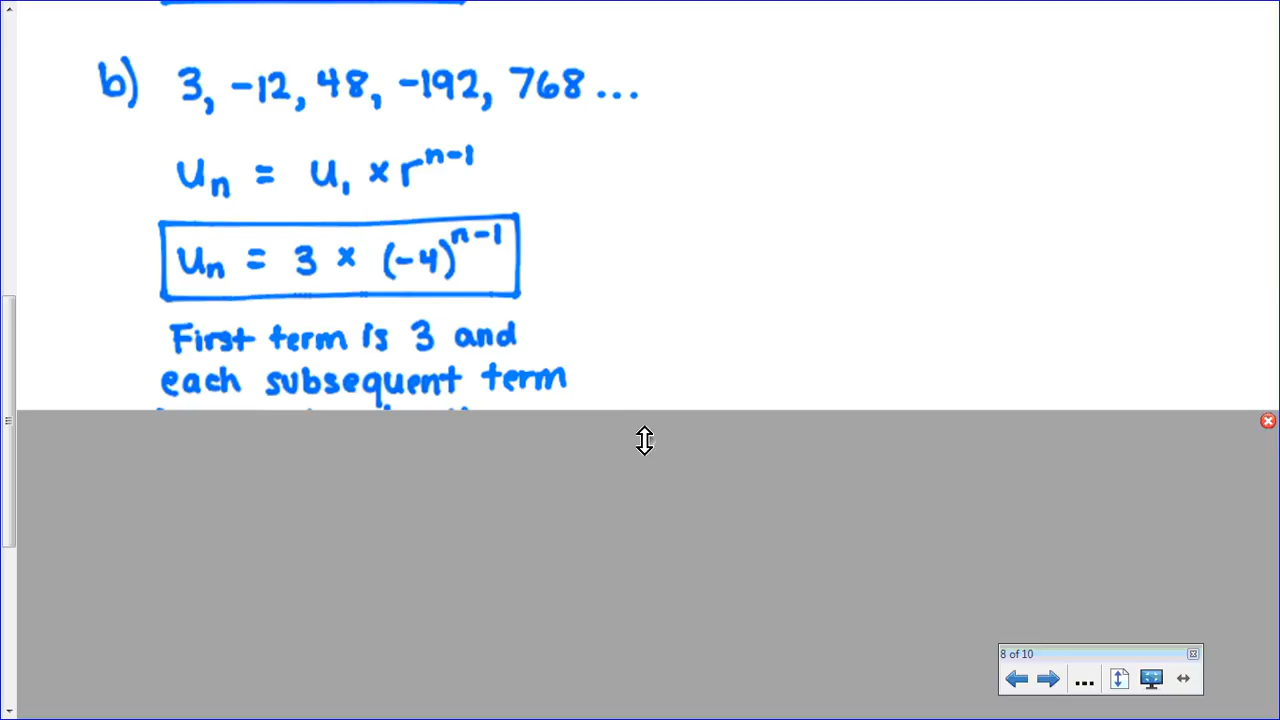 b) 3, -12, 48, -192, 768...
uₙ = u₁ × rⁿ⁻¹
uₙ = 3 × (-4)ⁿ⁻¹
First term is 3 and
each subsequent term
8 of 10
...